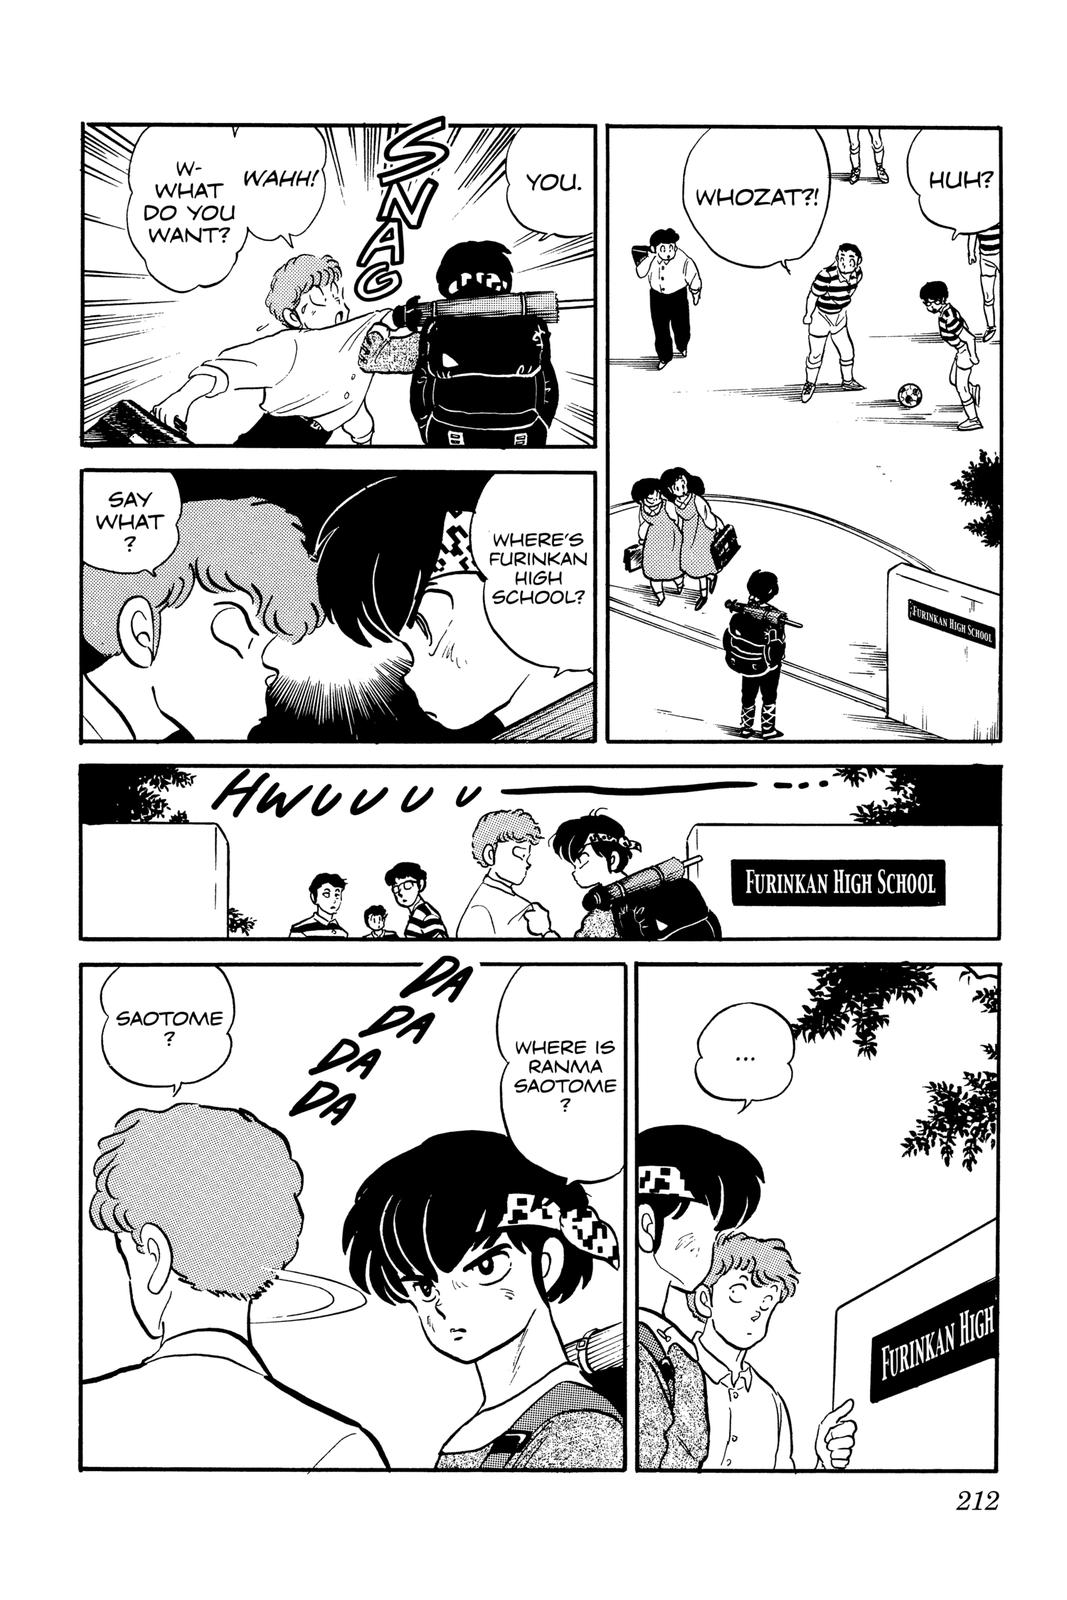 HUH?
WHOZAT?!
FURINKAN HIGH SCHOOL
YOU.
SNAG
WAHH!
W-
WHAT
DO YOU
WANT?
WHERE'S
FURINKAN
HIGH
SCHOOL?
SAY
WHAT
?
HWUUUUU
FURINKAN HIGH SCHOOL
...
FURINKAN HIGH
WHERE IS
RANMA
SAOTOME
?
DA
DA
DA
DA
SAOTOME
?
212